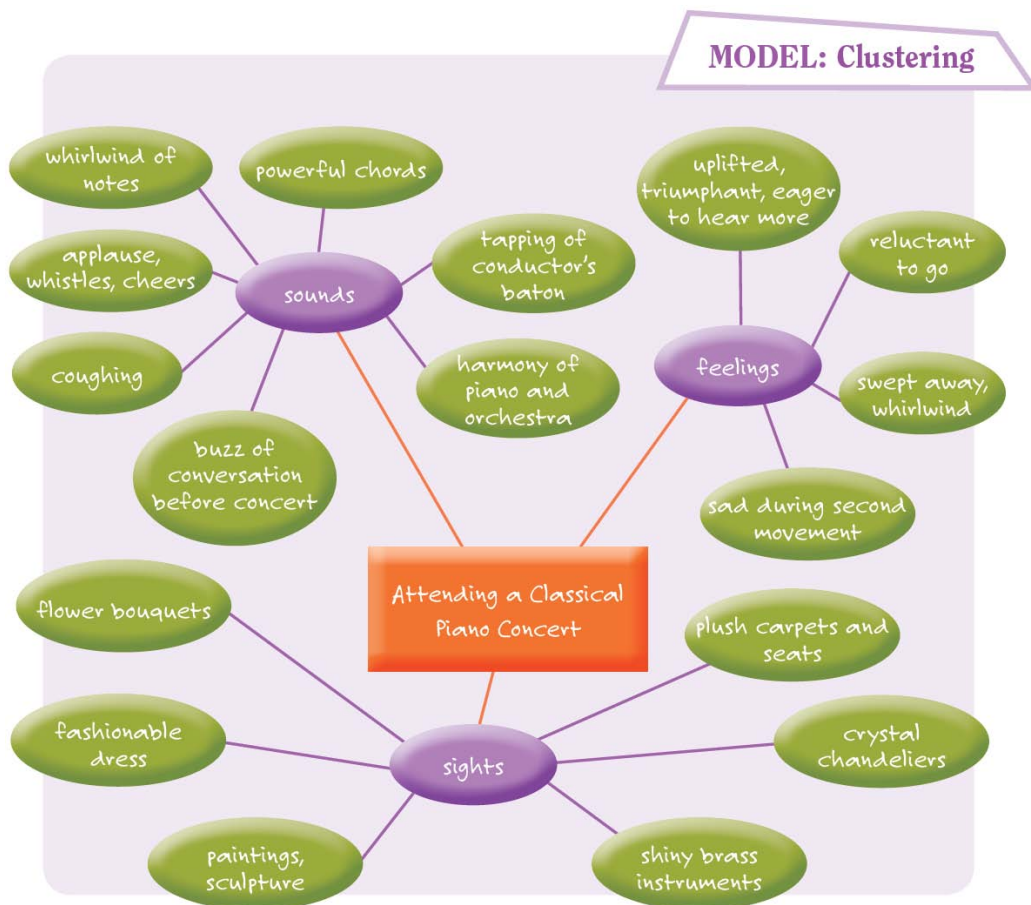 MODEL: Clustering
whirlwind of
notes
powerful chords
applause,
whistles, cheers
sounds
tapping of
conductor's
baton
coughing
harmony of
piano and
orchestra
buzz of
conversation
before concert
uplifted,
triumphant, eager
to hear more
reluctant
to go
feelings
swept away,
whirlwind
sad during second
movement
Attending a Classical
Piano Concert
flower bouquets
plush carpets and
seats
fashionable
dress
sights
crystal
chandeliers
paintings,
sculpture
shiny brass
instruments